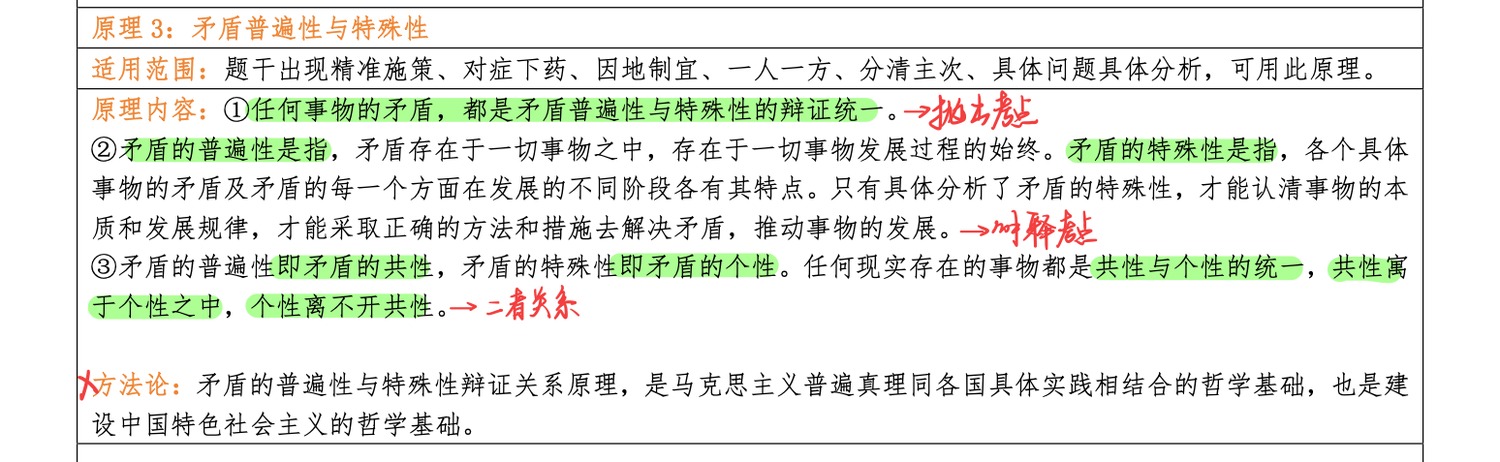 原理 3：矛盾普遍性与特殊性
适用范围：题干出现精准施策、对症下药、因地制宜、一人一方、分清主次、具体问题具体分析，可用此原理。
原理内容：①任何事物的矛盾，都是矛盾普遍性与特殊性的辩证统一。→抛出考点
②矛盾的普遍性是指，矛盾存在于一切事物之中，存在于一切事物发展过程的始终。矛盾的特殊性是指，各个具体
事物的矛盾及矛盾的每一个方面在发展的不同阶段各有其特点。只有具体分析了矛盾的特殊性，才能认清事物的本
质和发展规律，才能采取正确的方法和措施去解决矛盾，推动事物的发展。→解释考点
③矛盾的普遍性即矛盾的共性，矛盾的特殊性即矛盾的个性。任何现实存在的事物都是共性与个性的统一，共性寓
于个性之中，个性离不开共性。→二者关系
方法论：矛盾的普遍性与特殊性辩证关系原理，是马克思主义普遍真理同各国具体实践相结合的哲学基础，也是建
设中国特色社会主义的哲学基础。